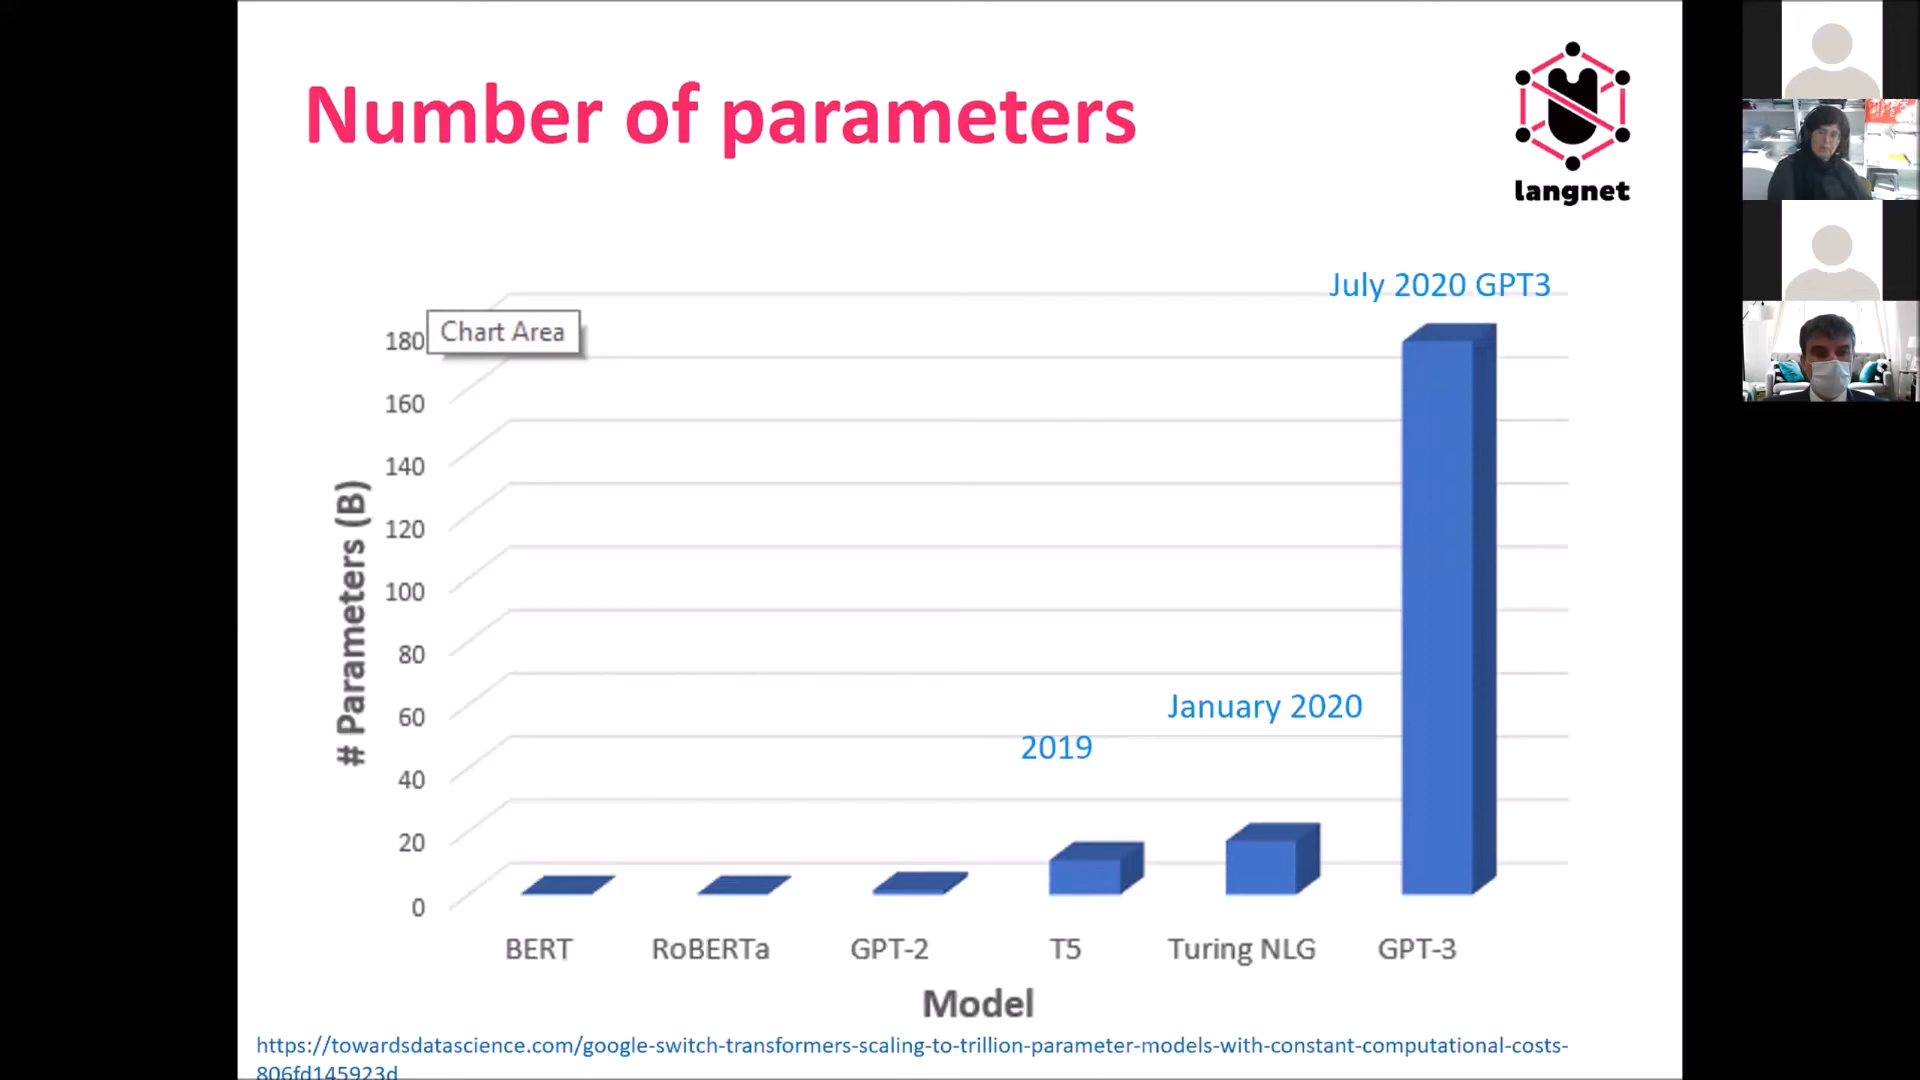 Number of parameters
langnet
July 2020 GPT3
Chart Area
180
160
140
120
100
80
60
40
20
0
# Parameters (B)
January 2020
2019
BERT
RoBERTa
GPT-2
T5
Turing NLG
GPT-3
Model
https://towardsdatascience.com/google-switch-transformers-scaling-to-trillion-parameter-models-with-constant-computational-costs-
806fd145923d